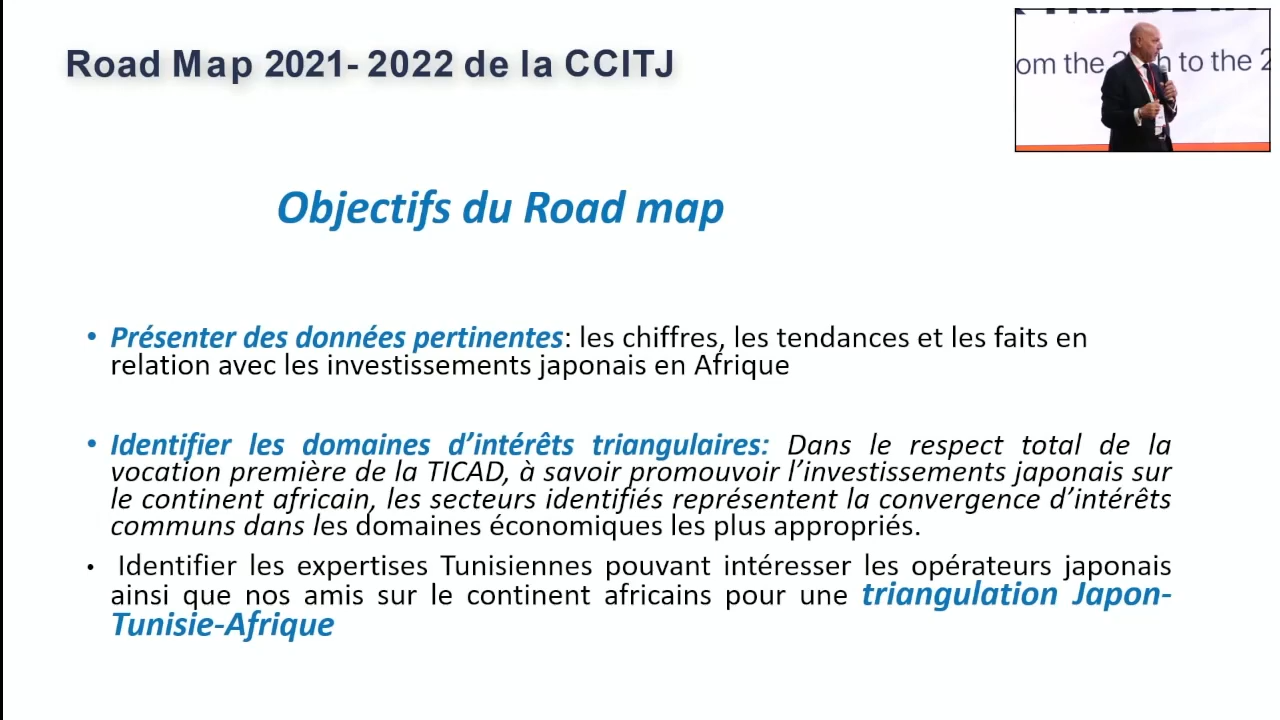 Road Map 2021- 2022 de la CCITJ
om the 2 h to the 2
Objectifs du Road map
• Présenter des données pertinentes: les chiffres, les tendances et les faits en
relation avec les investissements japonais en Afrique
• Identifier les domaines d’intérêts triangulaires: Dans le respect total de la
vocation première de la TICAD, à savoir promouvoir l’investissements japonais sur
le continent africain, les secteurs identifiés représentent la convergence d’intérêts
communs dans les domaines économiques les plus appropriés.
• Identifier les expertises Tunisiennes pouvant intéresser les opérateurs japonais
ainsi que nos amis sur le continent africains pour une triangulation Japon-
Tunisie-Afrique